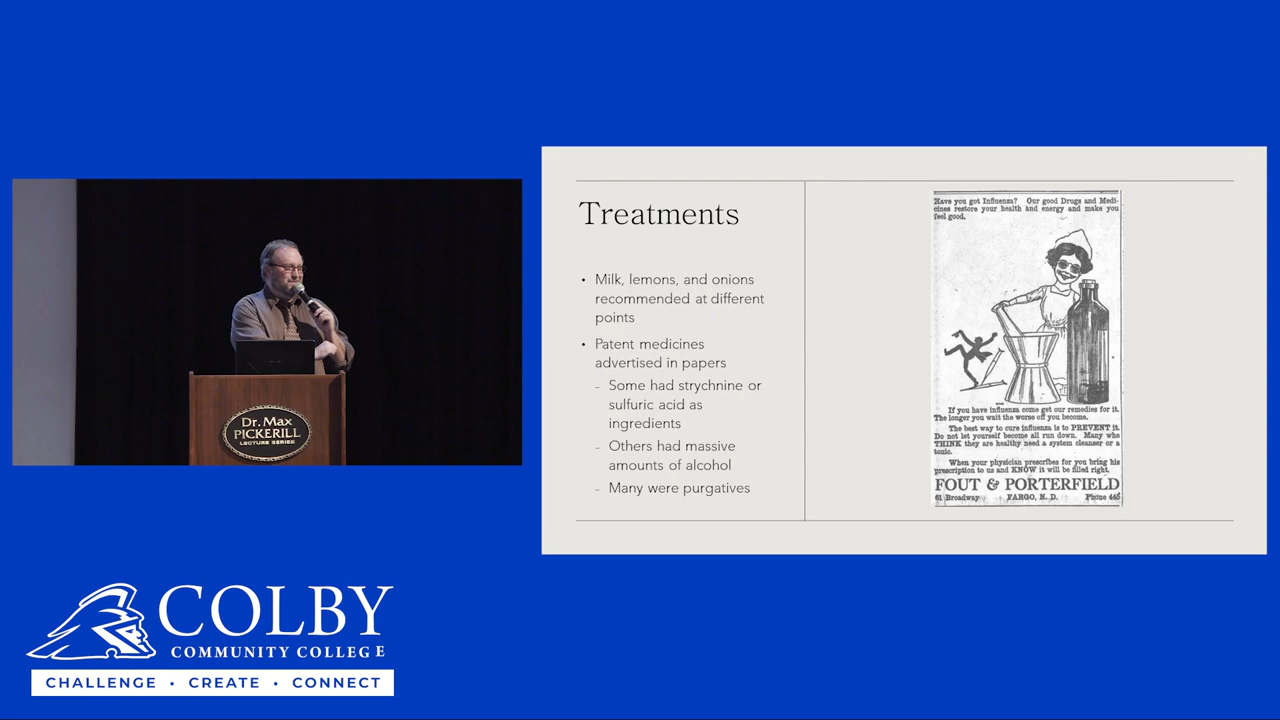 Dr. Max
PICKERILL
LECTURE SERIES
Treatments
• Milk, lemons, and onions
recommended at different
points
• Patent medicines
advertised in papers
- Some had strychnine or
sulfuric acid as
ingredients
- Others had massive
amounts of alcohol
- Many were purgatives
Have you got Influenza? Our good Drugs and Medi-
cines restore your health and energy and make you
feel good.
If you have influenza come get our remedies for it.
The longer you wait the worse off you become.
The best way to cure influenza is to PREVENT it.
Do not let yourself become all run down. Many who
THINK they are healthy need a system cleanser or a
tonic.
When your physician prescribes for you bring his
prescription to us and KNOW it will be filled right.
FOUT & PORTERFIELD
61 Broadway FARGO, N. D. Phone 445
COLBY
COMMUNITY COLLEGE
CHALLENGE • CREATE • CONNECT